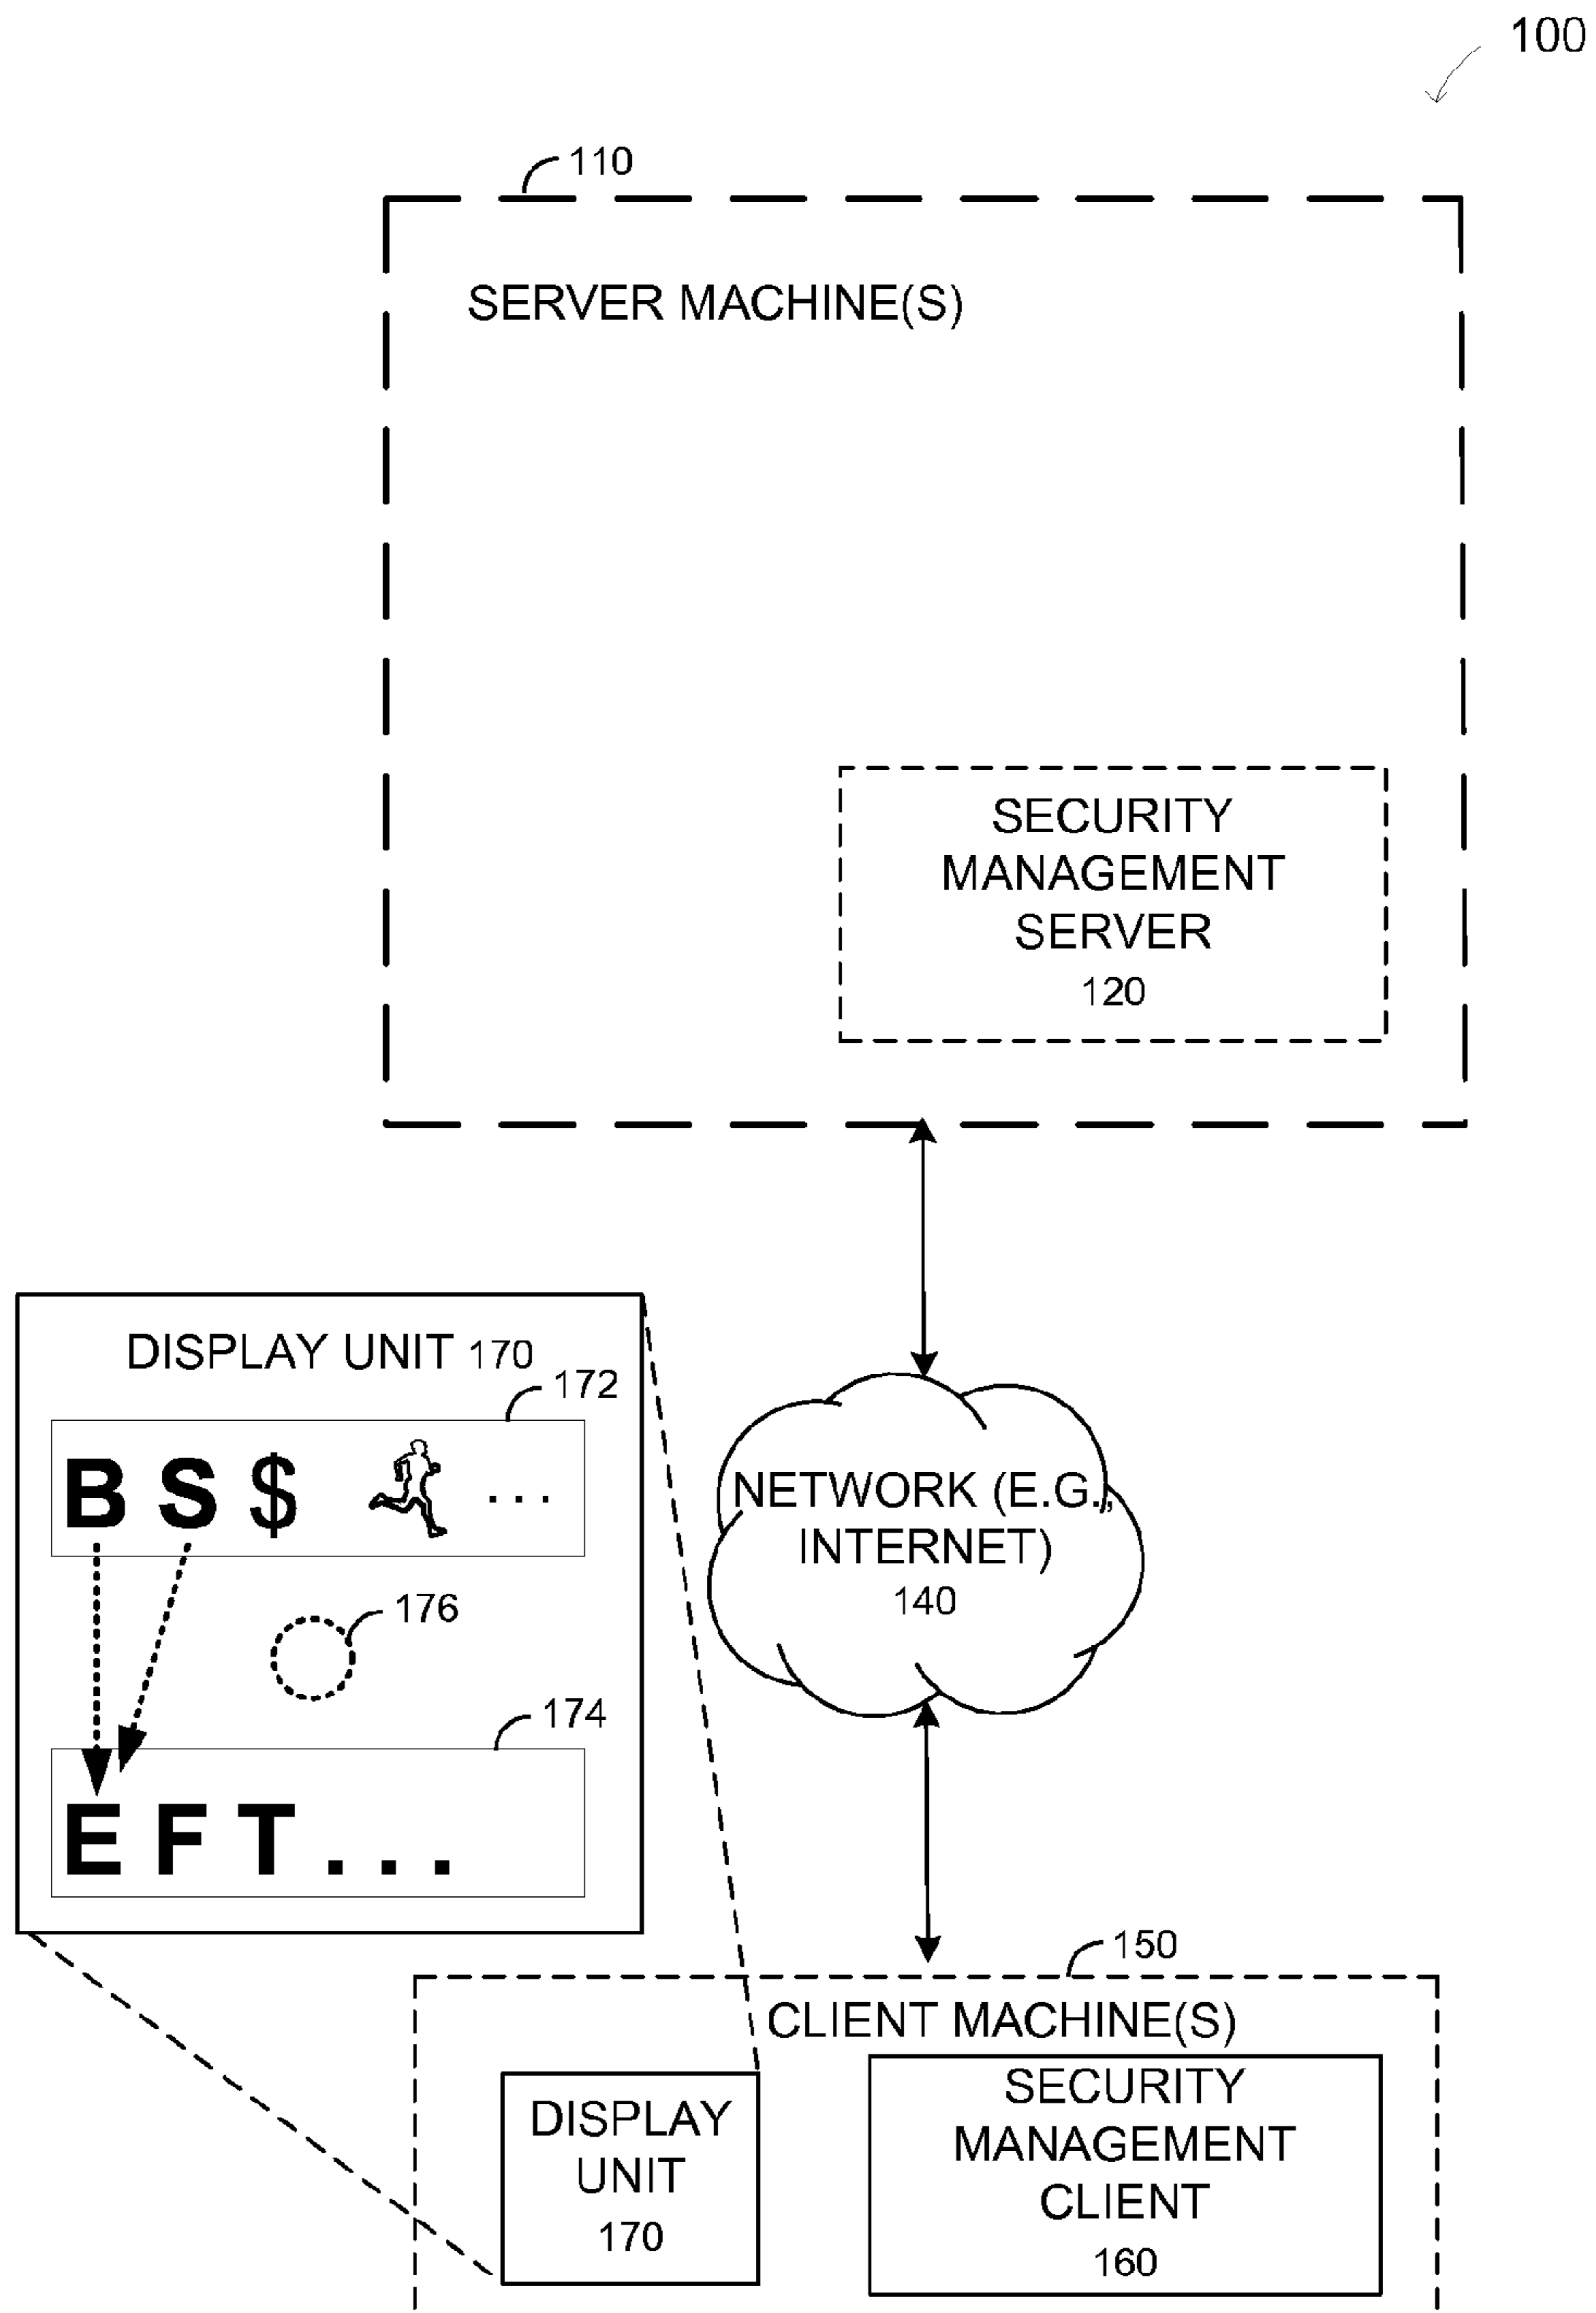 100
110
SERVER MACHINE(S)
SECURITY
MANAGEMENT
SERVER
120
DISPLAY UNIT 170
172
B S $ ...
176
174
E F T . . .
NETWORK (E.G.,
INTERNET)
140
150
CLIENT MACHINE(S)
DISPLAY
UNIT
170
SECURITY
MANAGEMENT
CLIENT
160